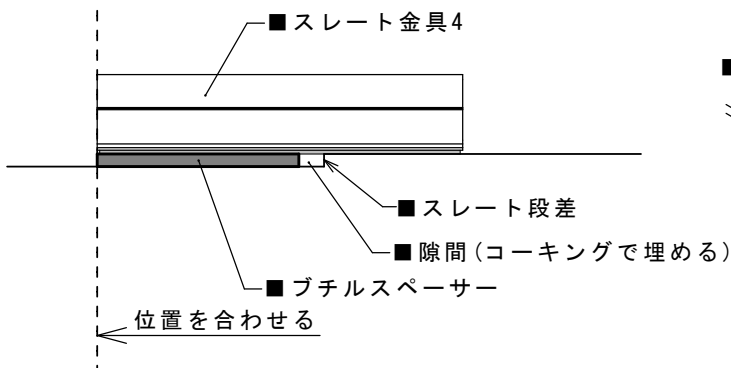 ■スレート金具4
■
■スレート段差
■隙間(コーキングで埋める)
■ブチルスペーサー
位置を合わせる